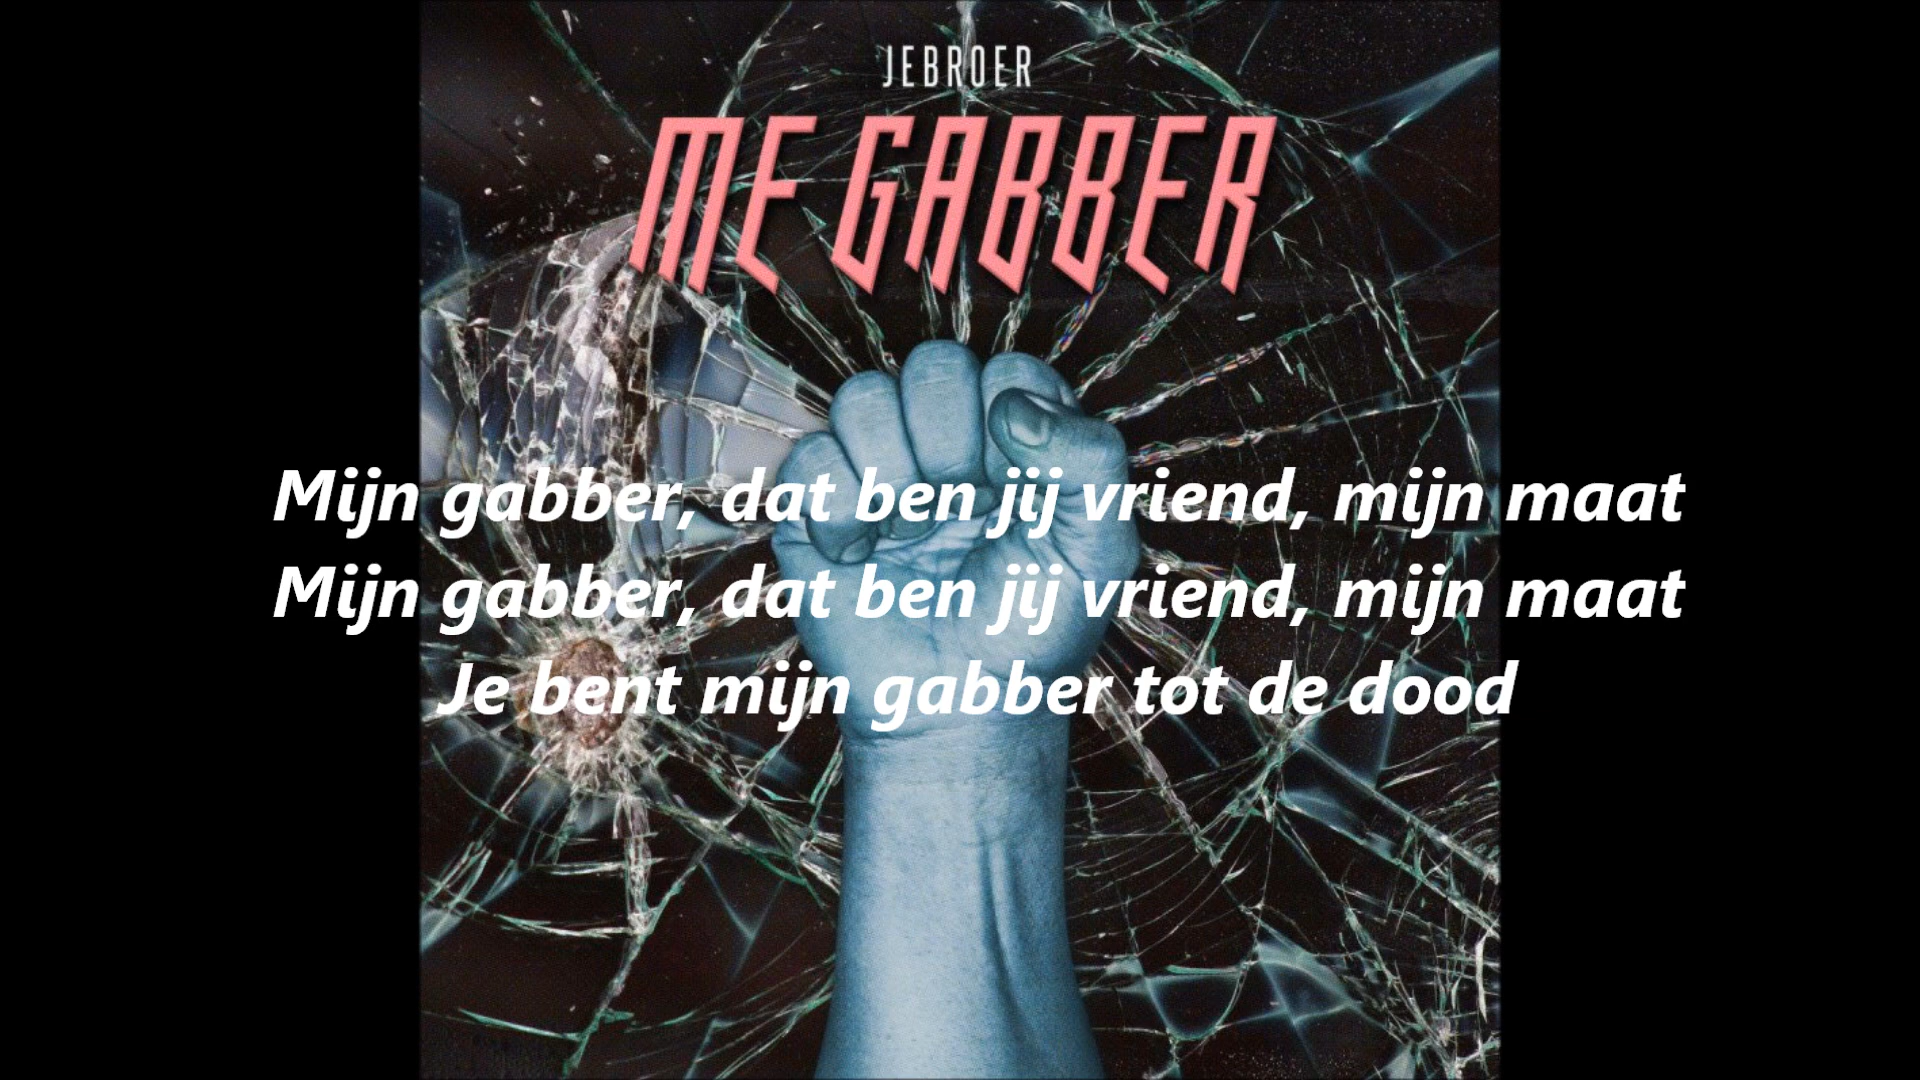 JEBROER
ME GABBER
Mijn gabber, dat ben jij vriend, mijn maat
Mijn gabber, dat ben jij vriend, mijn maat
Je bent mijn gabber tot de dood